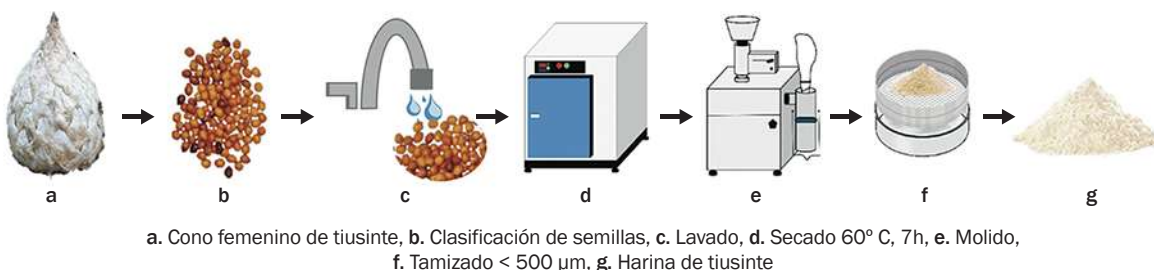 a b c d e f g
a. Cono femenino de tiusinte, b. Clasificación de semillas, c. Lavado, d. Secado 60º C, 7h, e. Molido,
f. Tamizado < 500 µm, g. Harina de tiusinte